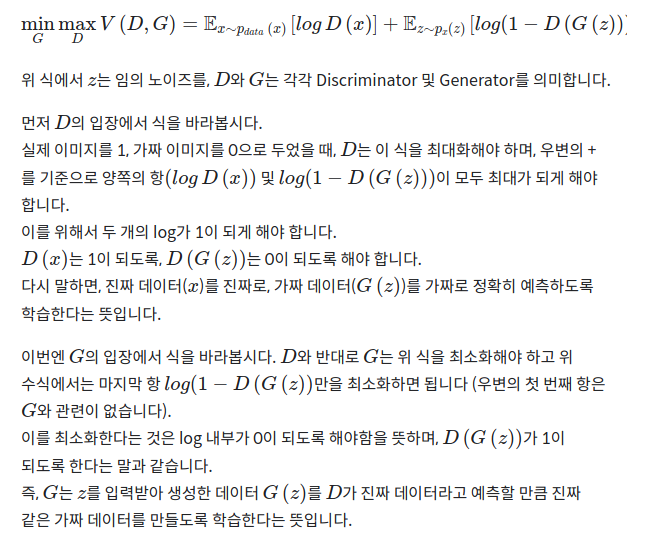 min max V (D, G) = 𝔼x∼pdata(x) [log D (x)] + 𝔼z∼px(z) [log(1 − D (G (z))]
G D
위 식에서 z는 임의 노이즈를, D와 G는 각각 Discriminator 및 Generator를 의미합니다.
먼저 D의 입장에서 식을 바라봅시다.
실제 이미지를 1, 가짜 이미지를 0으로 두었을 때, D는 이 식을 최대화해야 하며, 우변의 +
를 기준으로 양쪽의 항(log D (x)) 및 log(1 − D (G (z)))이 모두 최대가 되게 해야
합니다.
이를 위해서 두 개의 log가 1이 되게 해야 합니다.
D (x)는 1이 되도록, D (G (z))는 0이 되도록 해야 합니다.
다시 말하면, 진짜 데이터(x)를 진짜로, 가짜 데이터(G (z))를 가짜로 정확히 예측하도록
학습한다는 뜻입니다.
이번엔 G의 입장에서 식을 바라봅시다. D와 반대로 G는 위 식을 최소화해야 하고 위
수식에서는 마지막 항 log(1 − D (G (z))만을 최소화하면 됩니다 (우변의 첫 번째 항은
G와 관련이 없습니다).
이를 최소화한다는 것은 log 내부가 0이 되도록 해야함을 뜻하며, D (G (z))가 1이
되도록 한다는 말과 같습니다.
즉, G는 z를 입력받아 생성한 데이터 G (z)를 D가 진짜 데이터라고 예측할 만큼 진짜
같은 가짜 데이터를 만들도록 학습한다는 뜻입니다.